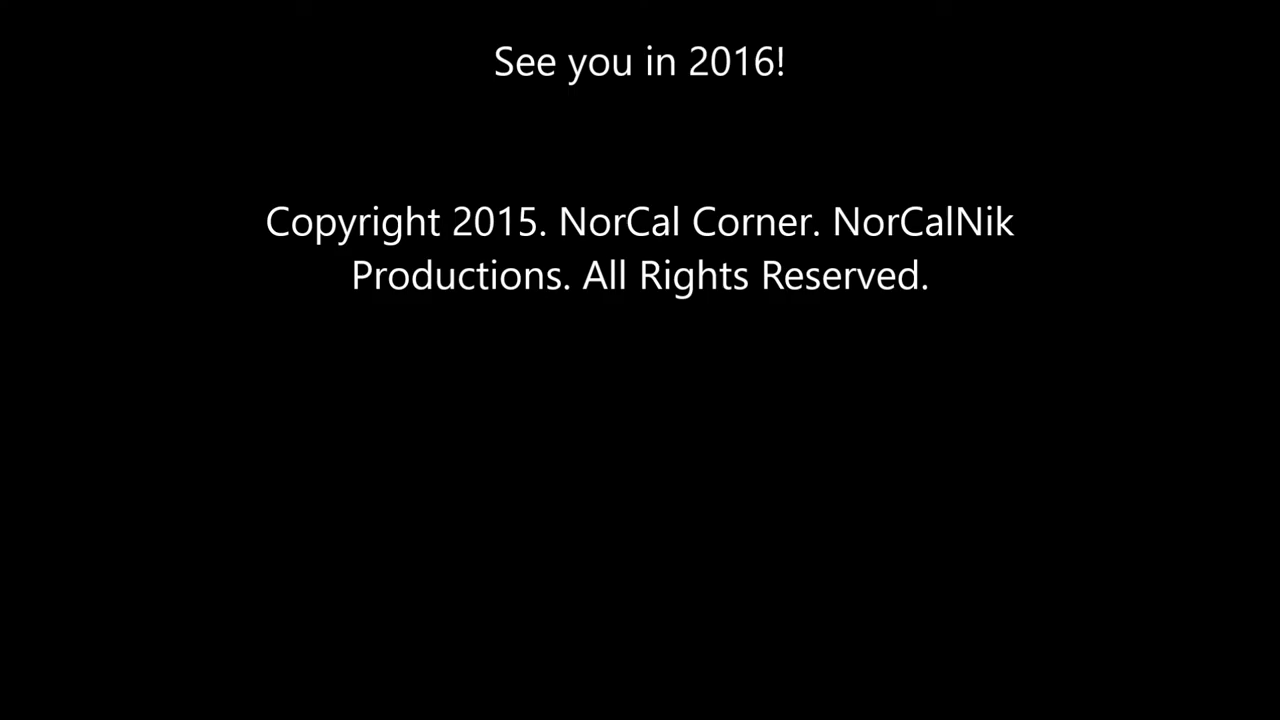 See you in 2016!
Copyright 2015. NorCal Corner. NorCalNik
Productions. All Rights Reserved.